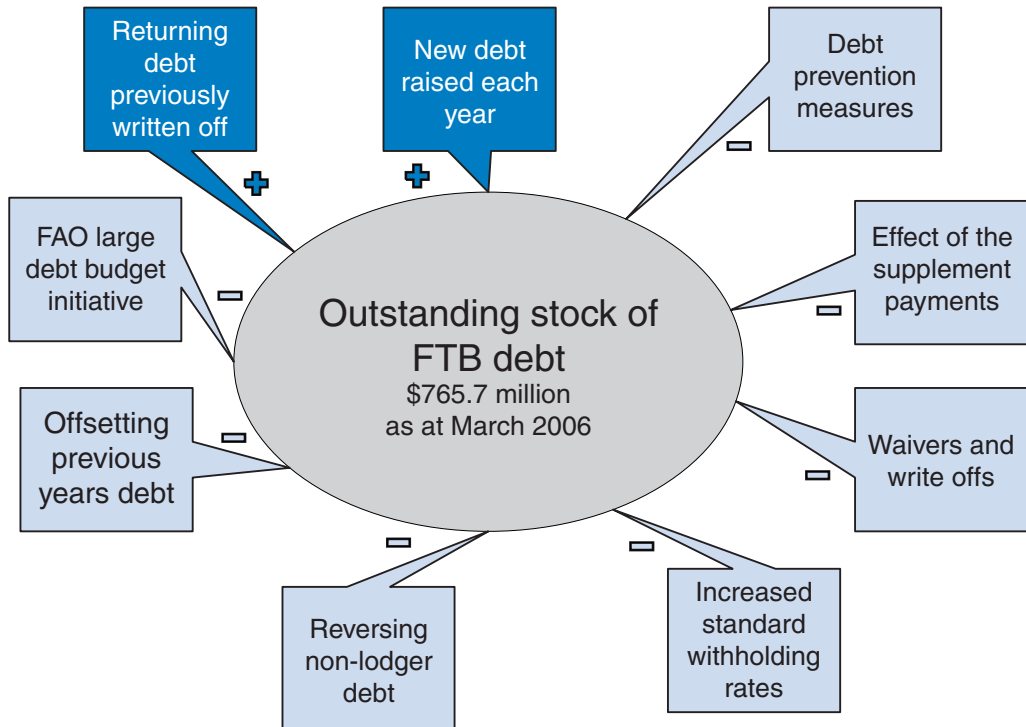 Returning
debt
previously
written off
New debt
raised each
year
Debt
prevention
measures
FAO large
debt budget
initiative
Effect of the
supplement
payments
Outstanding stock of
FTB debt
$765.7 million
as at March 2006
Offsetting
previous
years debt
Waivers and
write offs
Reversing
non-lodger
debt
Increased
standard
withholding
rates